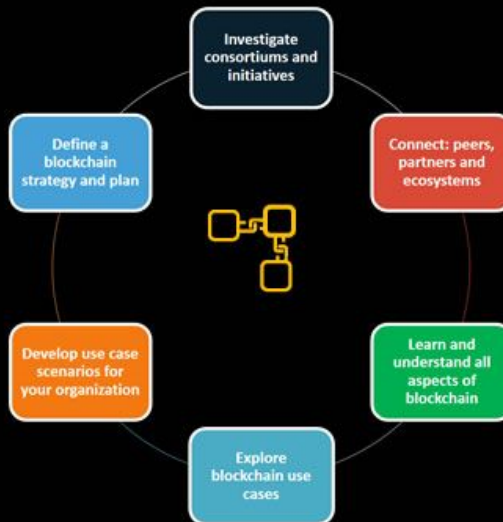 Investigate
consortiums and
initiatives
Connect: peers,
partners and
ecosystems
Learn and
understand all
aspects of
blockchain
Explore
blockchain use
cases
Develop use case
scenarios for
your organization
Define a
blockchain
strategy and plan